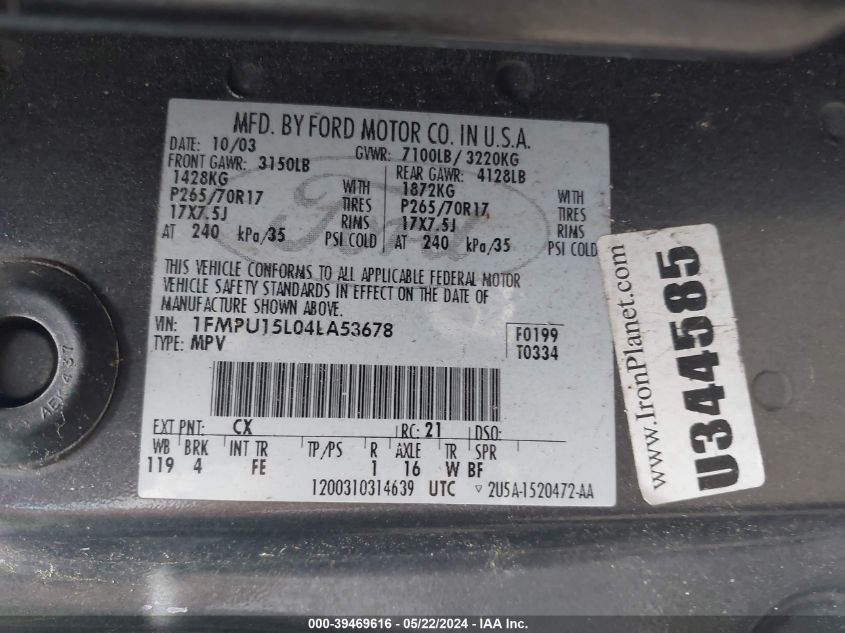 MFD. BY FORD MOTOR CO. IN U.S.A.
DATE: 10/03 GVWR: 7100LB/ 3220KG
FRONT GAWR: 3150LB REAR GAWR: 4128LB
1428KG WITH 1872KG WITH
P265/70R17 TIRES P265/70R17 TIRES
17X7.5J RIMS 17X7.5J RIMS
AT 240 kPa/35 PSI COLD AT 240 kPa/35 PSI COLD
Ford
THIS VEHICLE CONFORMS TO ALL APPLICABLE FEDERAL MOTOR
VEHICLE SAFETY STANDARDS IN EFFECT ON THE DATE OF
MANUFACTURE SHOWN ABOVE.
VIN: 1FMPU15L04LA53678 F0199
TYPE: MPV T0334
EXT PNT: CX RC: 21 DSO:
WB BRK INT TR TP/PS R AXLE TR SPR
119 4 FE 1 16 W BF
1200310314639 UTC ▽ 2U5A-1520472-AA
www.IronPlanet.com
U344585
000-39469616 - 05/22/2024 - IAA Inc.